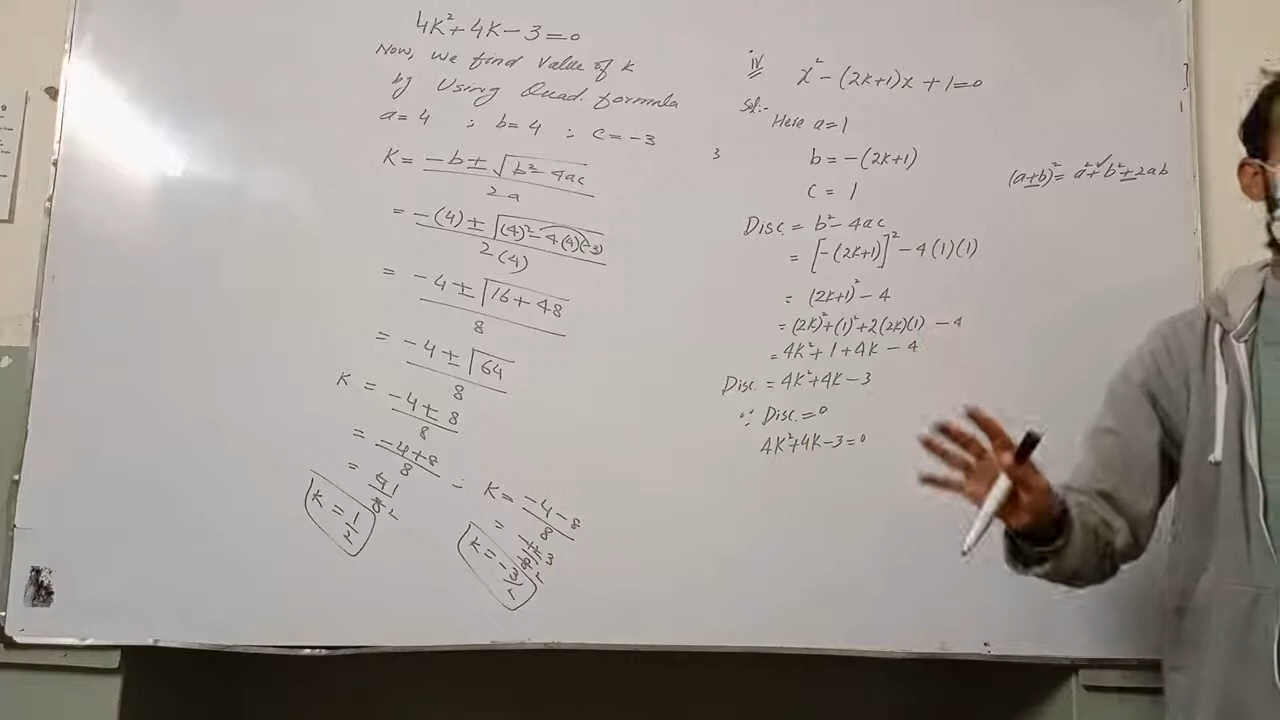 4K²+4K-3=0
Now, we find value of K
by Using Quad. formula
a=4 ; b=4 ; c=-3
K = -b±√b²-4ac / 2a
= -(4)±√(4)²-4(4)(-3) / 2(4)
= -4±√16+48 / 8
= -4±√64 / 8
K = -4±8 / 8
= -4+8 / 8 ; K = -4-8 / 8
K = 1/2
K = -3/2
iv x²-(2K+1)x+1=0
Sol:-
Here a=1
b=-(2K+1)
c = 1
Disc. = b²-4ac
= [-(2K+1)]²-4(1)(1)
= (2K+1)²-4
= (2K)²+(1)²+2(2K)(1)-4
= 4K²+1+4K-4
Disc. = 4K²+4K-3
∵ Disc. = 0
4K²+4K-3=0
(a+b)²= a²+b²+2ab